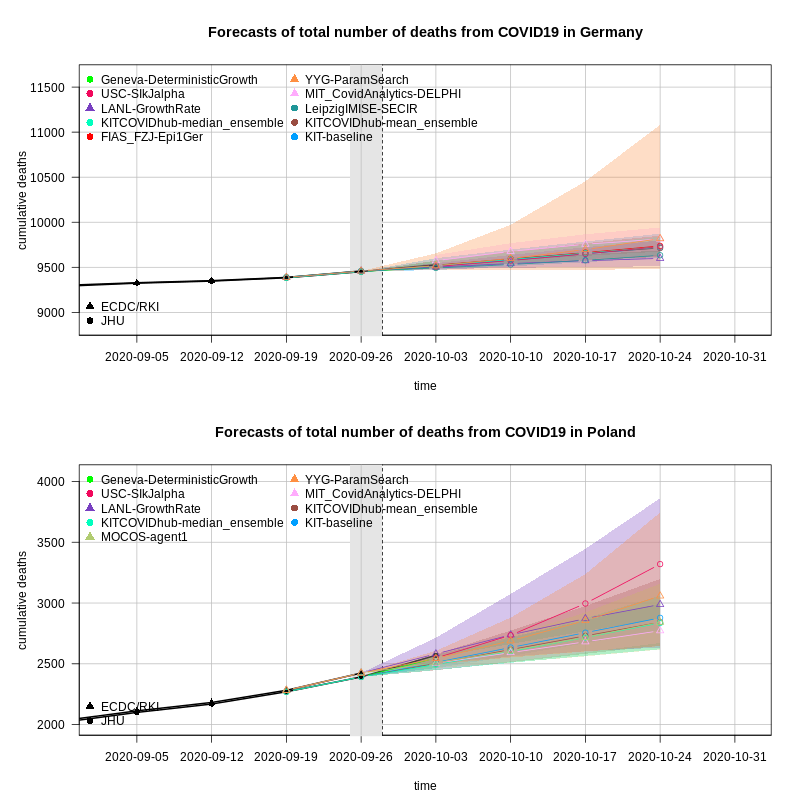 Forecasts of total number of deaths from COVID19 in Germany
cumulative deaths
11500
11000
10500
10000
9500
9000
Geneva-DeterministicGrowth YYG-ParamSearch
USC-SIkJalpha MIT_CovidAnalytics-DELPHI
LANL-GrowthRate LeipzigIMISE-SECIR
KITCOVIDhub-median_ensemble KITCOVIDhub-mean_ensemble
FIAS_FZJ-Epi1Ger KIT-baseline
ECDC/RKI
JHU
2020-09-05 2020-09-12 2020-09-19 2020-09-26 2020-10-03 2020-10-10 2020-10-17 2020-10-24 2020-10-31
time
Forecasts of total number of deaths from COVID19 in Poland
cumulative deaths
4000
3500
3000
2500
2000
Geneva-DeterministicGrowth YYG-ParamSearch
USC-SIkJalpha MIT_CovidAnalytics-DELPHI
LANL-GrowthRate KITCOVIDhub-mean_ensemble
KITCOVIDhub-median_ensemble KIT-baseline
MOCOS-agent1
ECDC/RKI
JHU
2020-09-05 2020-09-12 2020-09-19 2020-09-26 2020-10-03 2020-10-10 2020-10-17 2020-10-24 2020-10-31
time